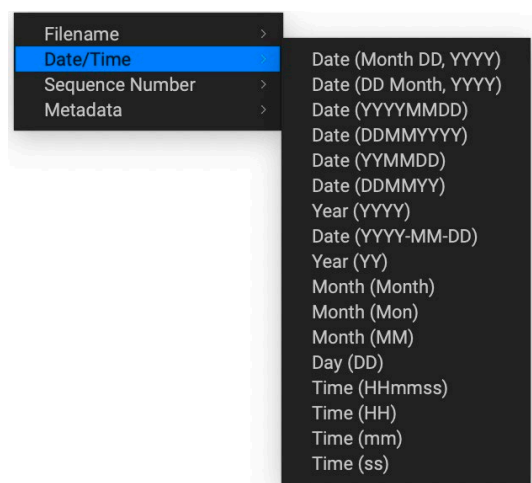 Filename
Date/Time
Sequence Number
Metadata
Date (Month DD, YYYY)
Date (DD Month, YYYY)
Date (YYYYMMDD)
Date (DDMMYYYY)
Date (YYMMDD)
Date (DDMMYY)
Year (YYYY)
Date (YYYY-MM-DD)
Year (YY)
Month (Month)
Month (Mon)
Month (MM)
Day (DD)
Time (HHmmss)
Time (HH)
Time (mm)
Time (ss)